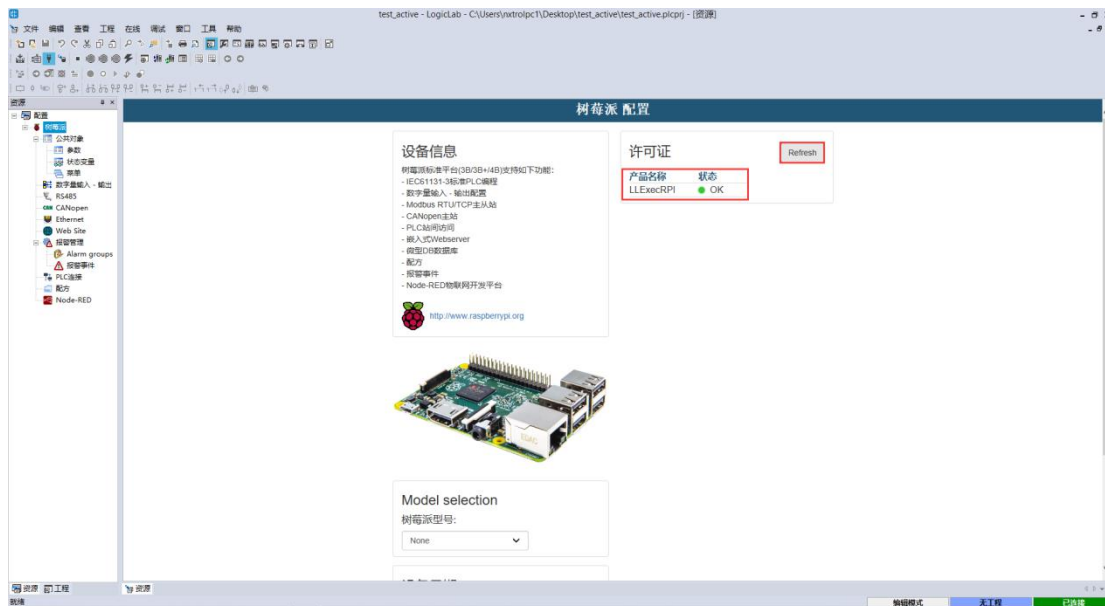 test_active - LogicLab - C:\Users\nxtrolpc1\Desktop\test_active\test_active.plcprj - [资源]
文件 编辑 查看 工程 在线 调试 窗口 工具 帮助
资源
配置
树莓派
公共对象
参数
状态变量
菜单
数字量输入 - 输出
RS485
CAN CANopen
Ethernet
Web Site
报警管理
Alarm groups
报警事件
PLC连接
配方
Node-RED
树莓派 配置
设备信息
树莓派标准平台(3B/3B+/4B)支持如下功能:
- IEC61131-3标准PLC编程
- 数字量输入 - 输出配置
- Modbus RTU/TCP主从站
- CANopen主站
- PLC站间访问
- 嵌入式Webserver
- 微型DB数据库
- 配方
- 报警事件
- Node-RED物联网开发平台
http://www.raspberrypi.org
许可证
Refresh
产品名称 状态
LLExecRPI OK
Model selection
树莓派型号:
None
资源 工程
资源
就绪
编辑模式 无工程 已连接